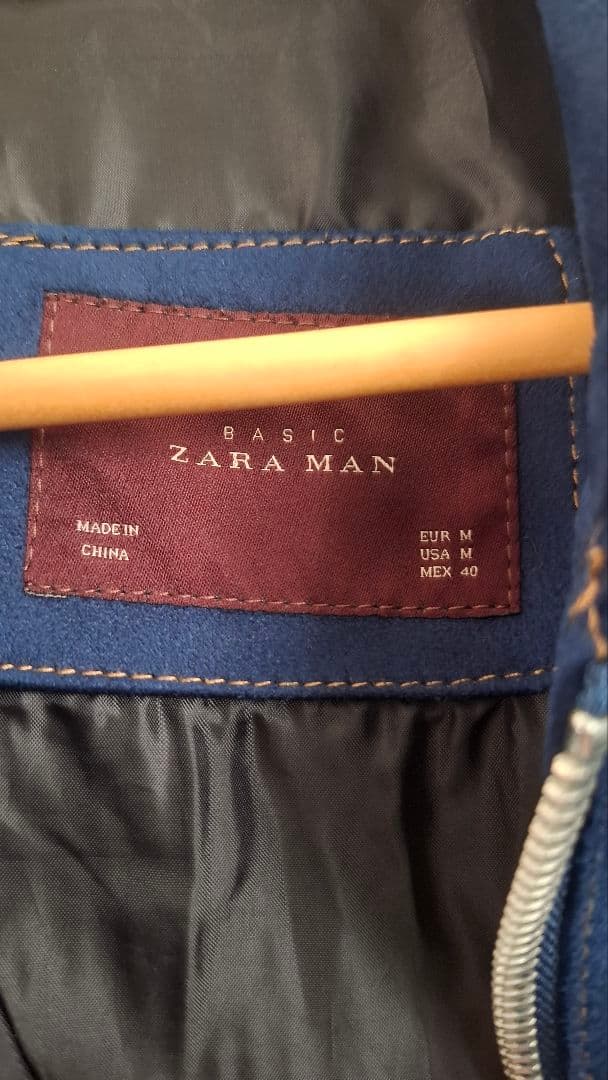 BASIC
ZARA MAN
MADE IN
CHINA
EUR M
USA M
MEX 40